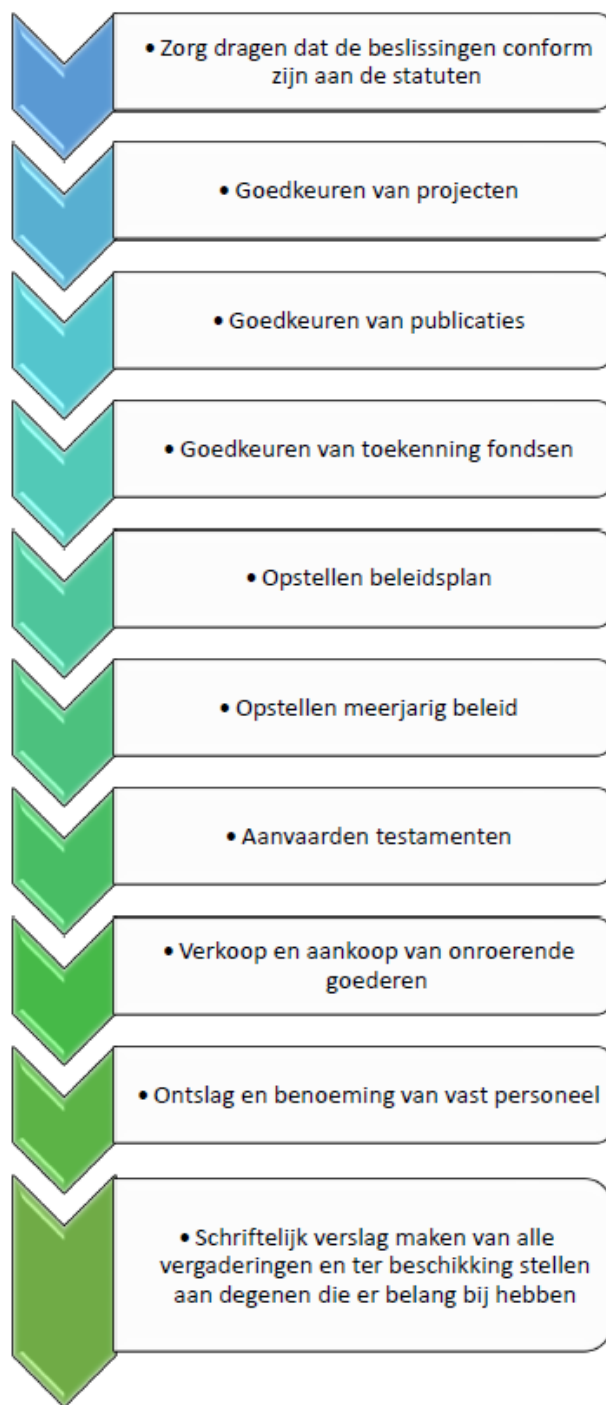 • Zorg dragen dat de beslissingen conform
zijn aan de statuten
• Goedkeuren van projecten
• Goedkeuren van publicaties
• Goedkeuren van toekenning fondsen
• Opstellen beleidsplan
• Opstellen meerjarig beleid
• Aanvaarden testamenten
• Verkoop en aankoop van onroerende
goederen
• Ontslag en benoeming van vast personeel
• Schriftelijk verslag maken van alle
vergaderingen en ter beschikking stellen
aan degenen die er belang bij hebben